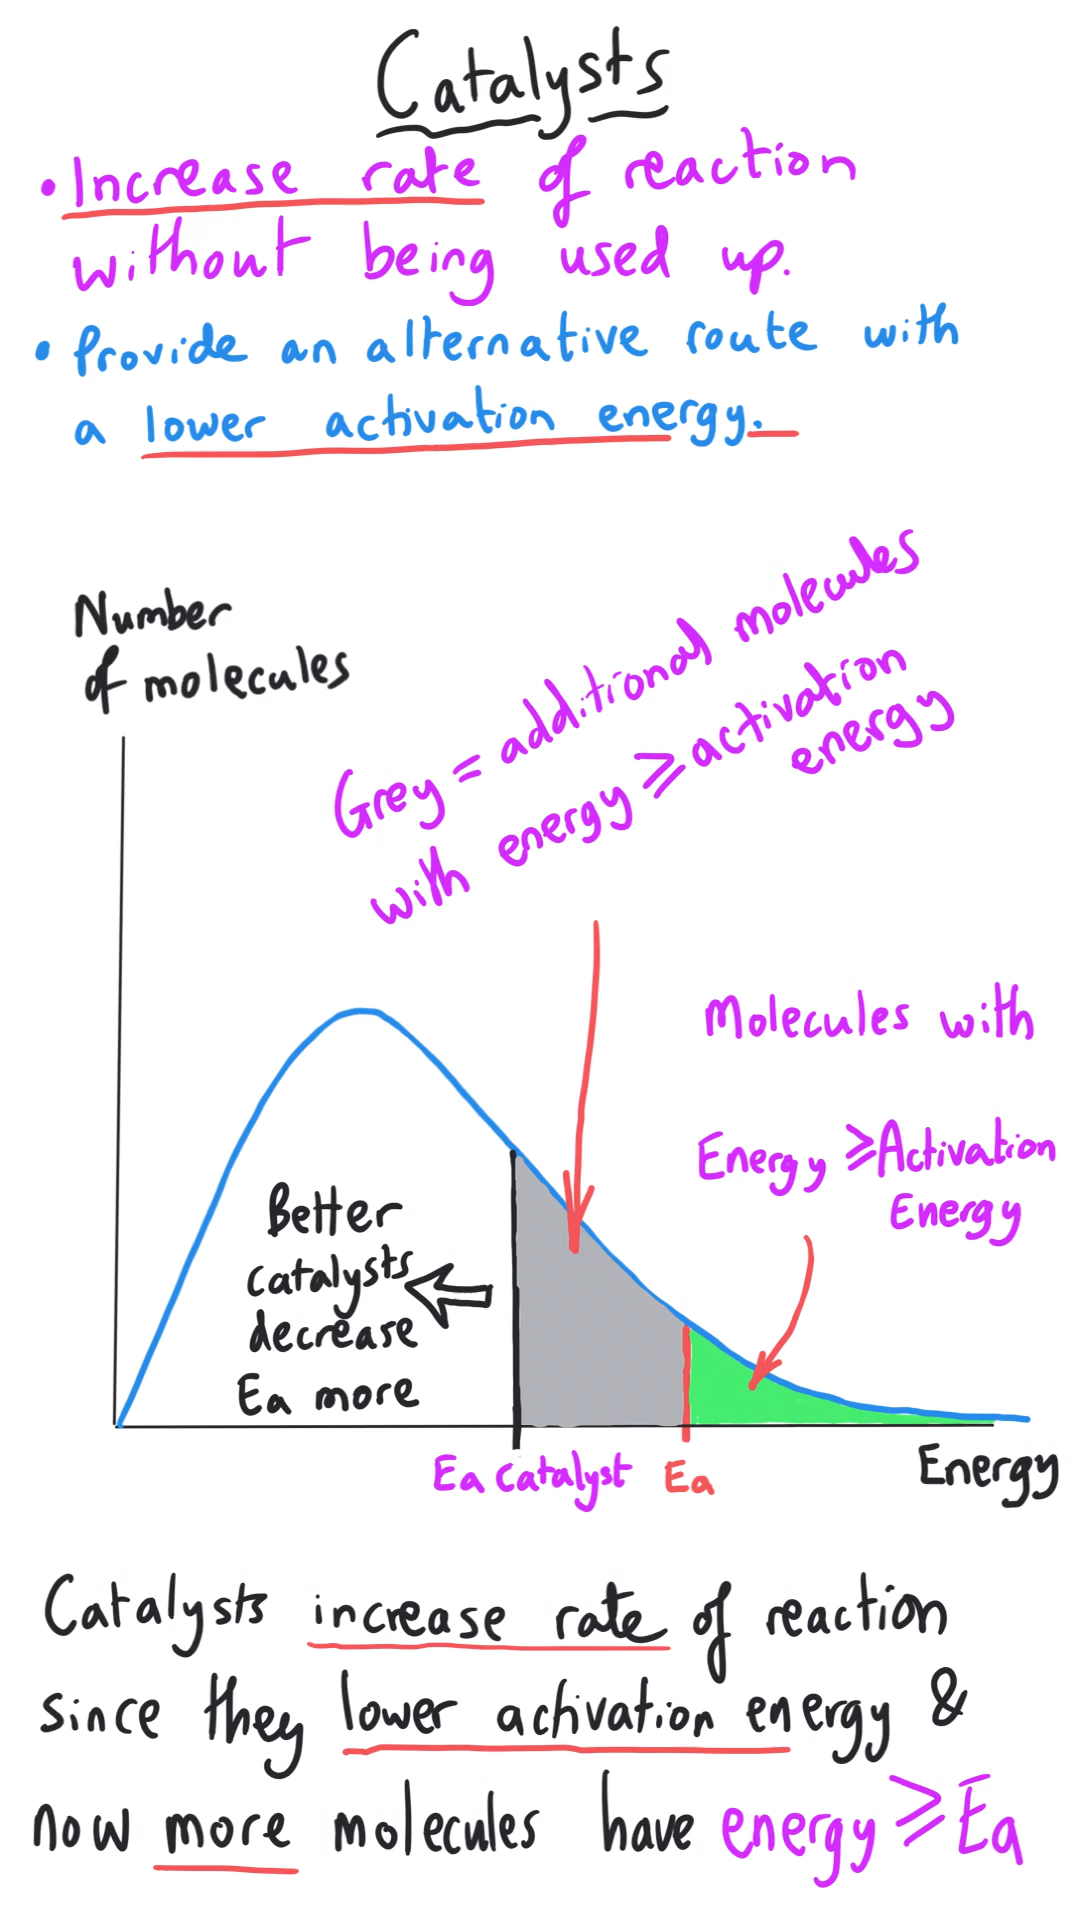 Catalysts
• Increase rate of reaction
without being used up.
• Provide an alternative route with
a lower activation energy.
Number
of molecules
Grey = additional molecules
with energy ≥ activation
energy
Molecules with
Energy ≥ Activation
Energy
Better
catalysts
decrease
Ea more
Ea catalyst
Ea
Energy
Catalysts increase rate of reaction
since they lower activation energy &
now more molecules have energy ≥ Ea